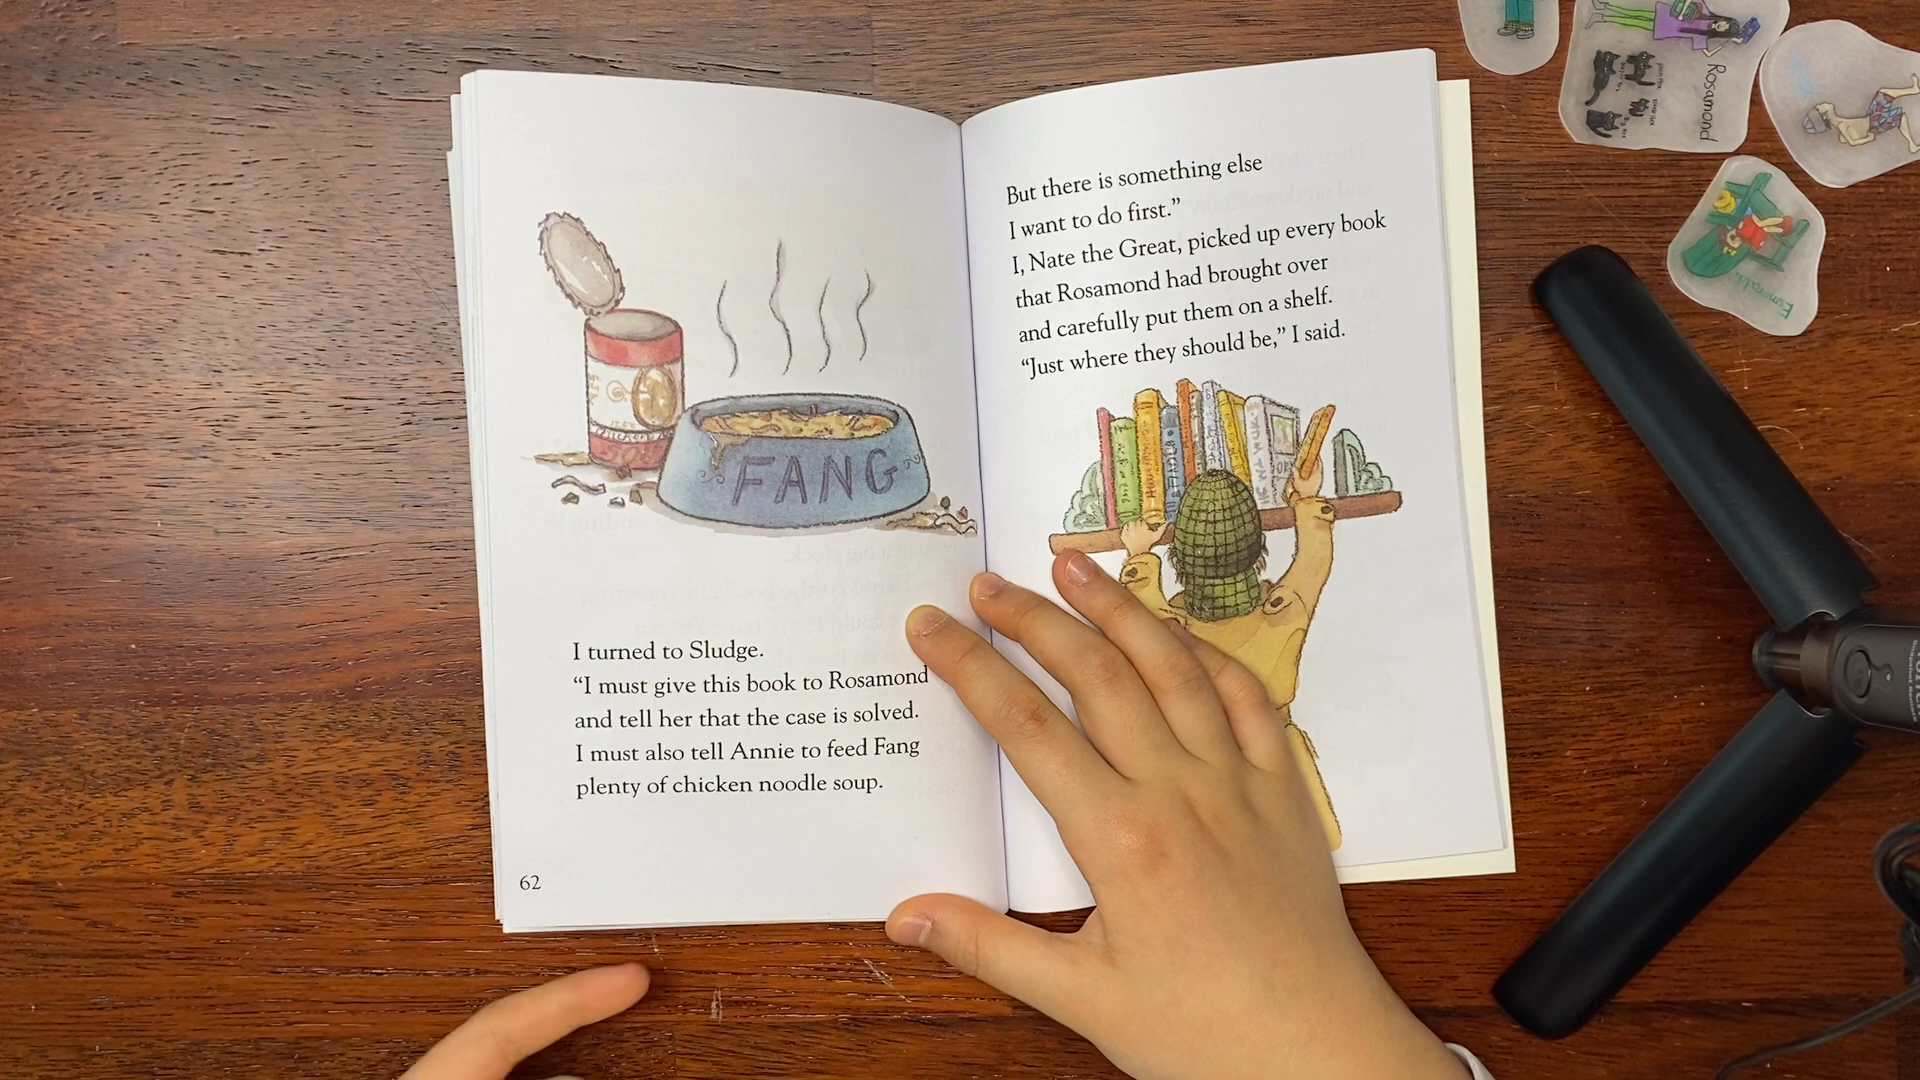 FANG
I turned to Sludge.
“I must give this book to Rosamond
and tell her that the case is solved.
I must also tell Annie to feed Fang
plenty of chicken noodle soup.
62
But there is something else
I want to do first.”
I, Nate the Great, picked up every book
that Rosamond had brought over
and carefully put them on a shelf.
“Just where they should be,” I said.
Rosamond
Esmeralda